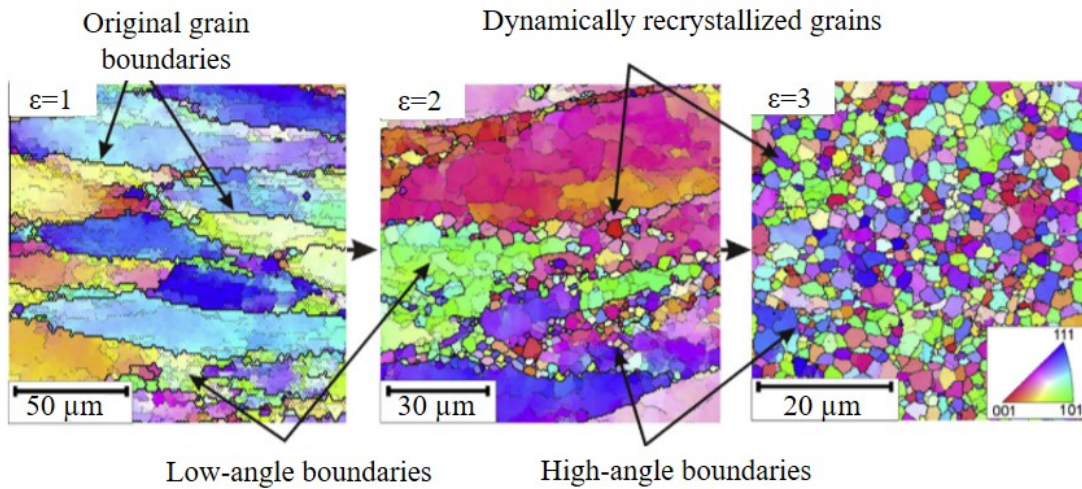 Original grain
boundaries
Dynamically recrystallized grains
ε=1
ε=2
ε=3
50 µm
30 µm
20 µm
111
001
101
Low-angle boundaries
High-angle boundaries